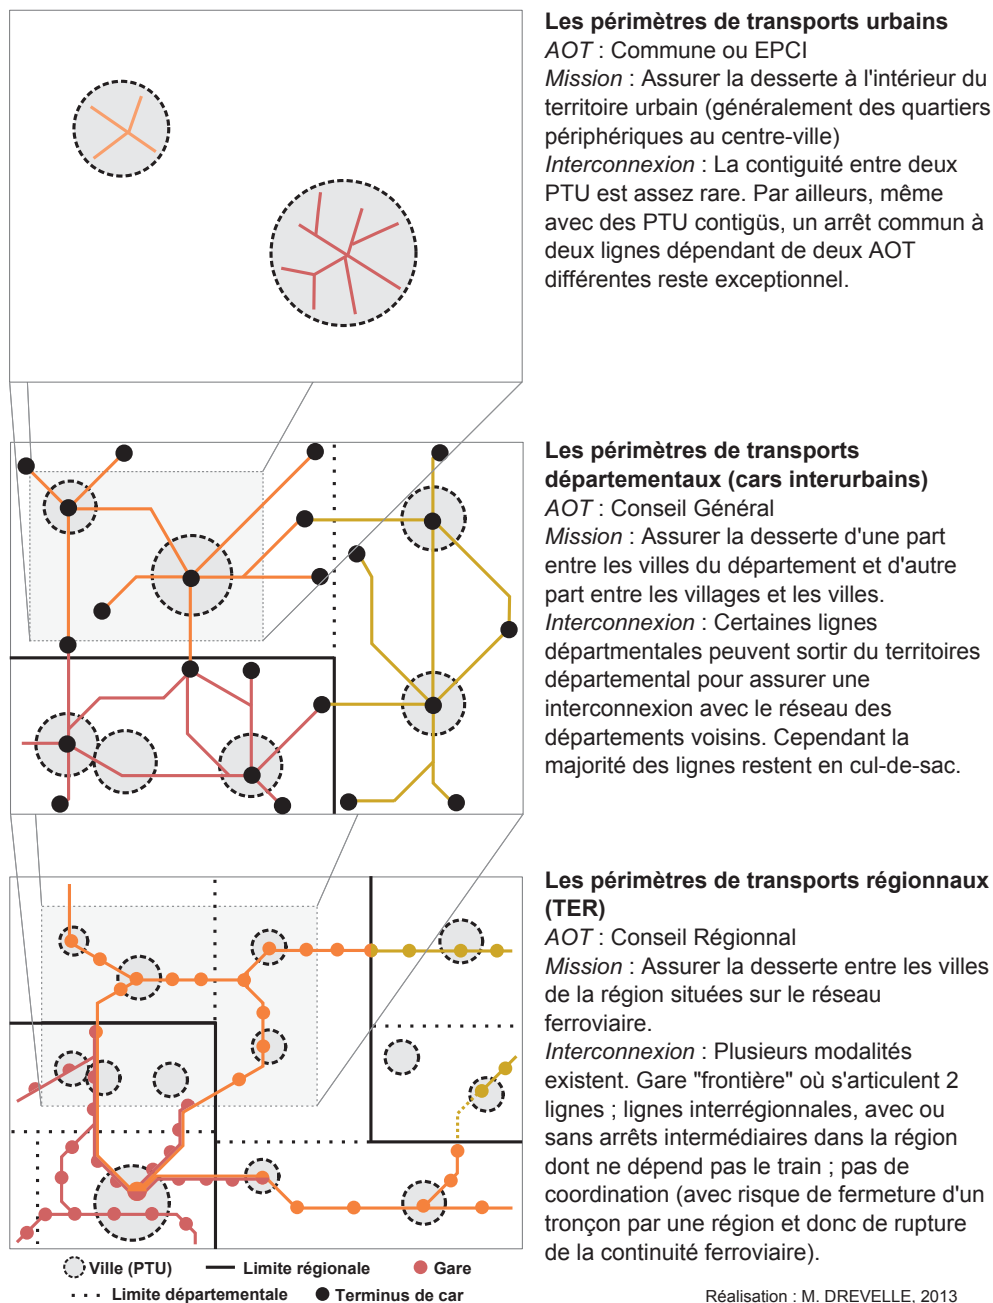 Les périmètres de transports urbains
AOT : Commune ou EPCI
Mission : Assurer la desserte à l'intérieur du
territoire urbain (généralement des quartiers
périphériques au centre-ville)
Interconnexion : La contiguité entre deux
PTU est assez rare. Par ailleurs, même
avec des PTU contigüs, un arrêt commun à
deux lignes dépendant de deux AOT
différentes reste exceptionnel.
Les périmètres de transports
départementaux (cars interurbains)
AOT : Conseil Général
Mission : Assurer la desserte d'une part
entre les villes du département et d'autre
part entre les villages et les villes.
Interconnexion : Certaines lignes
départmentales peuvent sortir du territoires
départemental pour assurer une
interconnexion avec le réseau des
départements voisins. Cependant la
majorité des lignes restent en cul-de-sac.
Les périmètres de transports régionnaux
(TER)
AOT : Conseil Régionnal
Mission : Assurer la desserte entre les villes
de la région situées sur le réseau
ferroviaire.
Interconnexion : Plusieurs modalités
existent. Gare "frontière" où s'articulent 2
lignes ; lignes interrégionnales, avec ou
sans arrêts intermédiaires dans la région
dont ne dépend pas le train ; pas de
coordination (avec risque de fermeture d'un
tronçon par une région et donc de rupture
de la continuité ferroviaire).
Ville (PTU) Limite régionale Gare
Limite départementale Terminus de car
Réalisation : M. DREVELLE, 2013